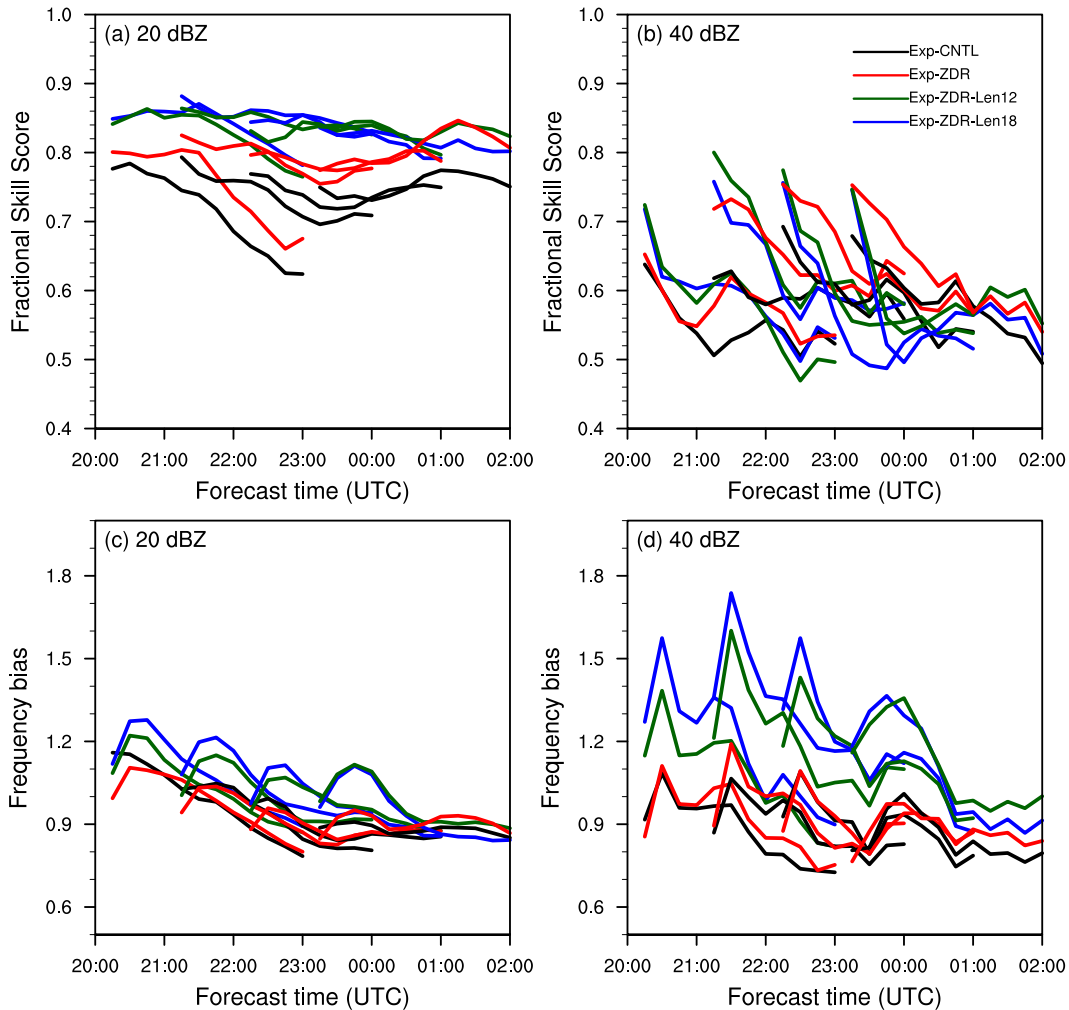 (a) 20 dBZ
1.0
0.9
0.8
0.7
0.6
0.5
0.4
Fractional Skill Score
20:00 21:00 22:00 23:00 00:00 01:00 02:00
Forecast time (UTC)
(b) 40 dBZ
Exp-CNTL
Exp-ZDR
Exp-ZDR-Len12
Exp-ZDR-Len18
1.0
0.9
0.8
0.7
0.6
0.5
0.4
Fractional Skill Score
20:00 21:00 22:00 23:00 00:00 01:00 02:00
Forecast time (UTC)
(c) 20 dBZ
1.8
1.5
1.2
0.9
0.6
Frequency bias
20:00 21:00 22:00 23:00 00:00 01:00 02:00
Forecast time (UTC)
(d) 40 dBZ
1.8
1.5
1.2
0.9
0.6
Frequency bias
20:00 21:00 22:00 23:00 00:00 01:00 02:00
Forecast time (UTC)